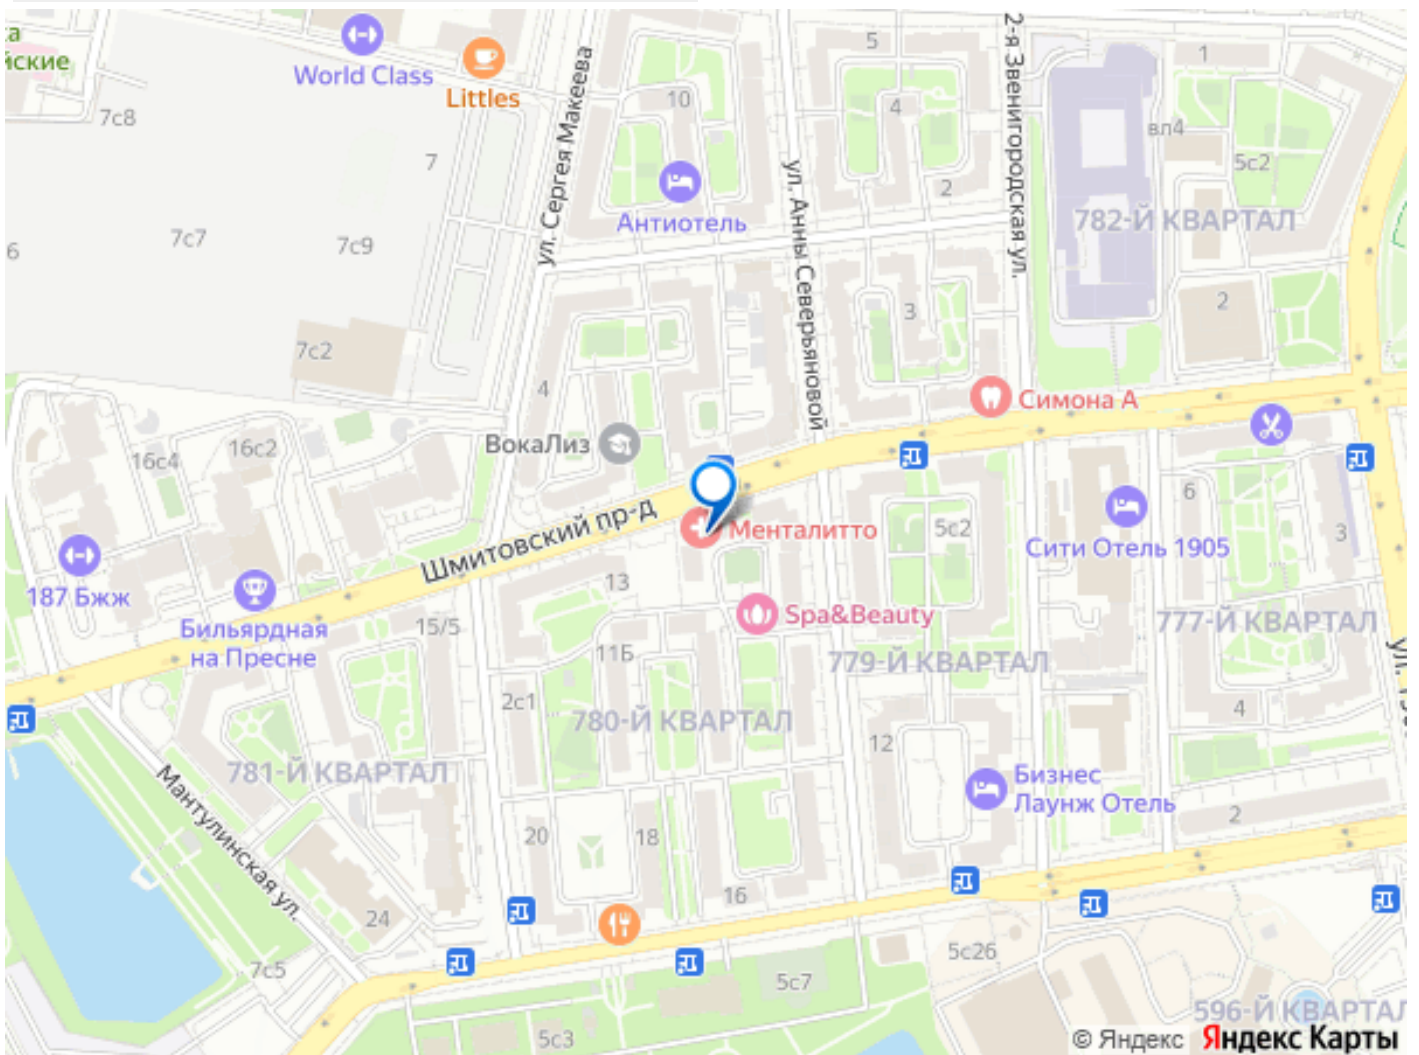 World Class
Littles
ул. Сергея Макеева
2-я Звенигородская ул.
5
1
7с8
10
4
вл4
7
5с2
2
Антиотель
ул. Анны Северьяновой
782-Й КВАРТАЛ
7с7
7с9
6
3
2
7с2
4
Симона А
ВокаЛиз
16с4
16с2
6
Шмитовский пр-д
Менталитто
5с2
3
Сити Отель 1905
13
187 Бжж
Spa&Beauty
Бильярдная
на Пресне
15/5
777-Й КВАРТАЛ
11Б
779-Й КВАРТАЛ
2с1
780-Й КВАРТАЛ
4
12
781-Й КВАРТАЛ
Бизнес
Лаунж Отель
Мантулинская ул.
2
20
18
16
24
5с26
7с5
5с7
596-Й КВАРТАЛ
5с3
© Яндекс Яндекс Карты